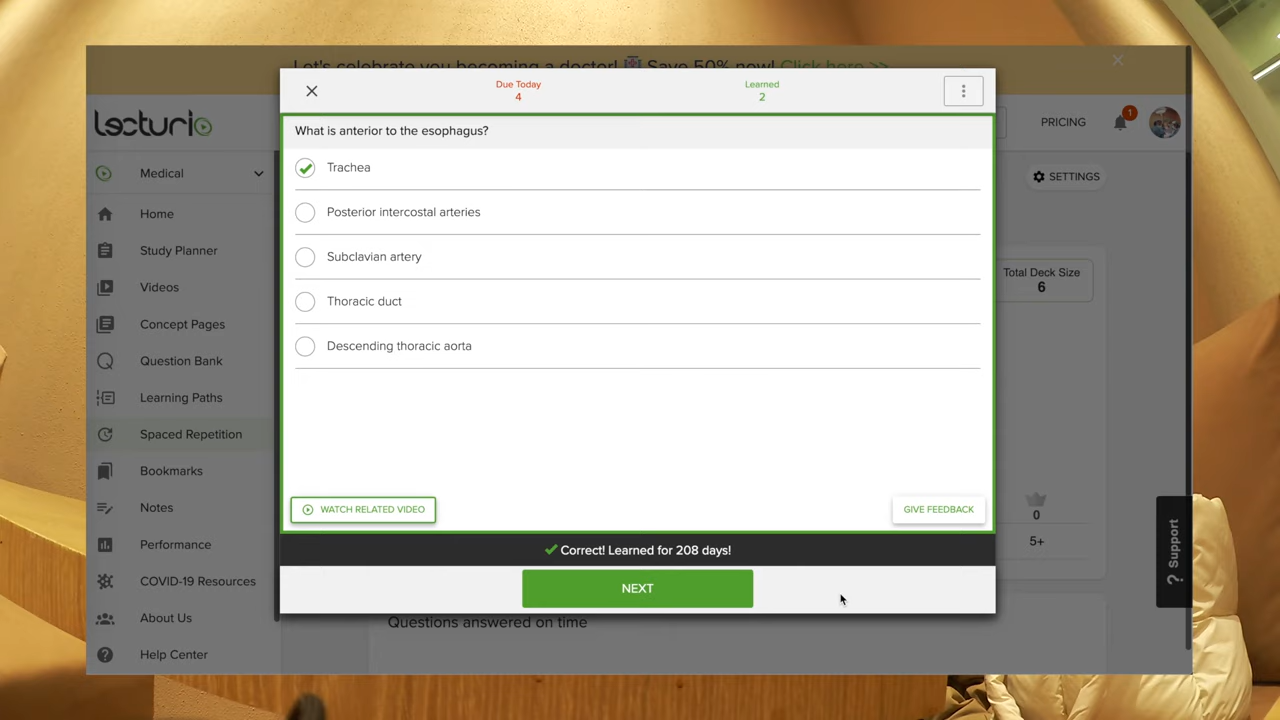 Let's celebrate you becoming a doctor! Save 50% now! Click here >>
Due Today
4
Learned
2
lecturio
PRICING
1
What is anterior to the esophagus?
Trachea
Posterior intercostal arteries
Subclavian artery
Thoracic duct
Descending thoracic aorta
WATCH RELATED VIDEO
GIVE FEEDBACK
Correct! Learned for 208 days!
NEXT
Medical
Home
Study Planner
Videos
Concept Pages
Question Bank
Learning Paths
Spaced Repetition
Bookmarks
Notes
Performance
COVID-19 Resources
About Us
Help Center
SETTINGS
Total Deck Size
6
0
5+
? Support
Questions answered on time